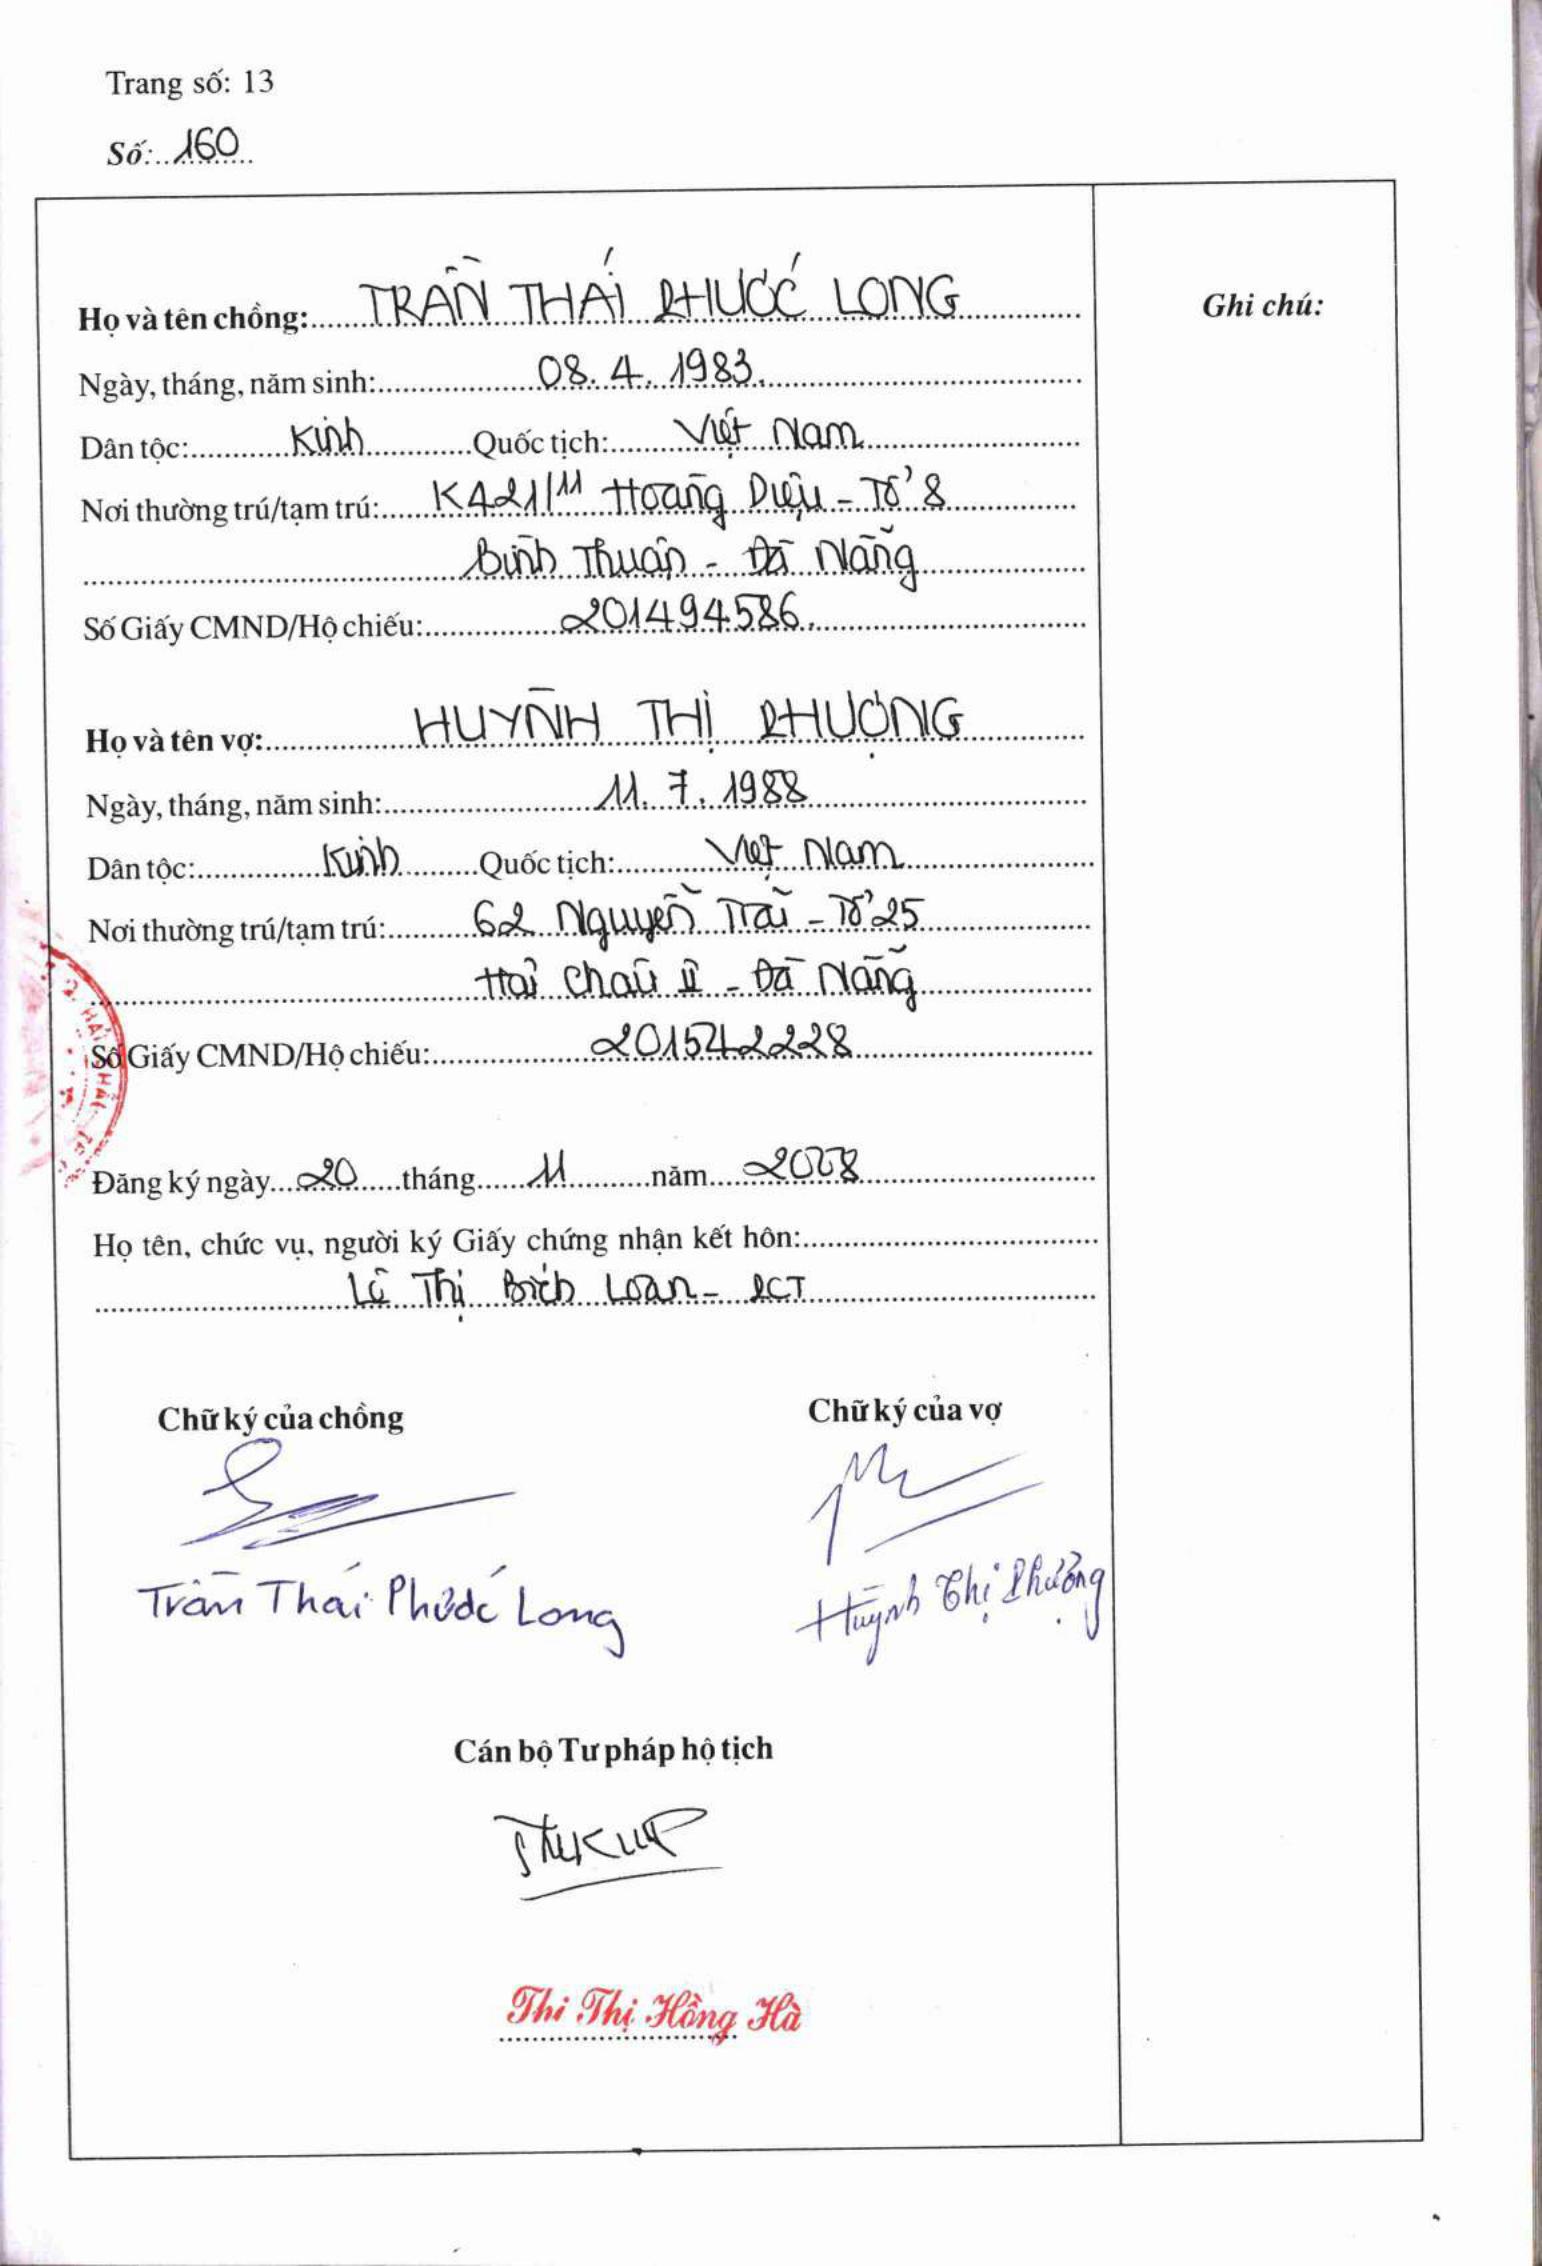 Trang số: 13
Số: 160
Họ và tên chồng: TRẦN THÁI PHƯỚC LONG
Ghi chú:
Ngày, tháng, năm sinh: 08.4.1983.
Dân tộc: Kinh Quốc tịch: Việt Nam
Nơi thường trú/tạm trú: K421/11 Hoàng Diệu - Tổ 8
Bình Thuận - Đà Nẵng
Số Giấy CMND/Hộ chiếu: 201494586.
Họ và tên vợ: HUỲNH THỊ PHƯỢNG
Ngày, tháng, năm sinh: 11.7.1988
Dân tộc: Kinh Quốc tịch: Việt Nam
Nơi thường trú/tạm trú: 62 Nguyễn Trãi - Tổ 25
Hải Châu II - Đà Nẵng
Số Giấy CMND/Hộ chiếu: 201542228
Đăng ký ngày 20 tháng 11 năm 2008
Họ tên, chức vụ, người ký Giấy chứng nhận kết hôn:
Lê Thị Bích Loan - PCT
Chữ ký của chồng Chữ ký của vợ
Trần Thái Phước Long Huỳnh Thị Phượng
Cán bộ Tư pháp hộ tịch
Thi Thị Hồng Hà